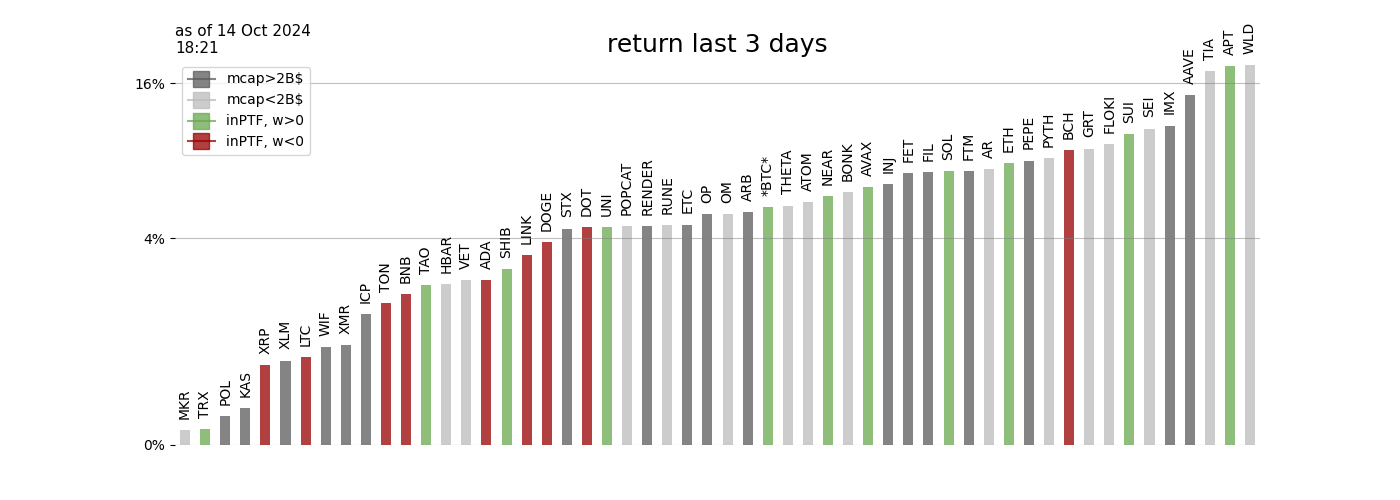 as of 14 Oct 2024
18:21
return last 3 days
mcap>2B$
mcap<2B$
inPTF, w>0
inPTF, w<0
16%
4%
0%
MKR
TRX
POL
KAS
XRP
XLM
LTC
WIF
XMR
ICP
TON
BNB
TAO
HBAR
VET
ADA
SHIB
LINK
DOGE
STX
DOT
UNI
POPCAT
RENDER
RUNE
ETC
OP
OM
ARB
*BTC*
THETA
ATOM
NEAR
BONK
AVAX
INJ
FET
FIL
SOL
FTM
AR
ETH
PEPE
PYTH
BCH
GRT
FLOKI
SUI
SEI
IMX
AAVE
TIA
APT
WLD